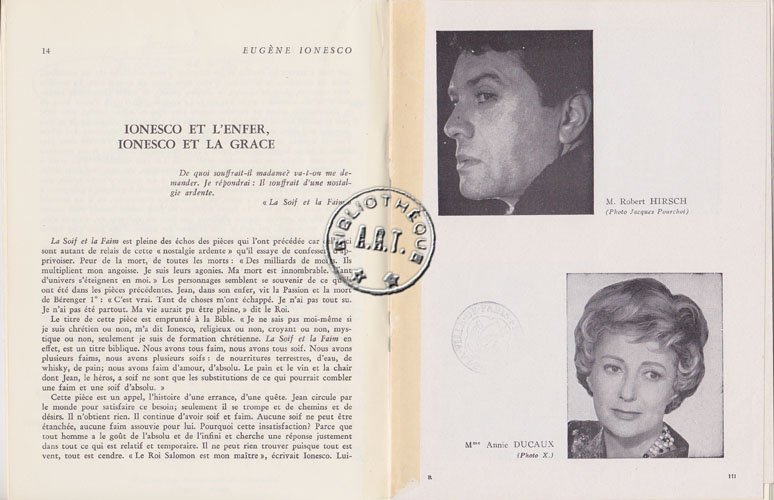 14
EUGÈNE IONESCO
IONESCO ET L'ENFER,
IONESCO ET LA GRACE
De quoi souffrait-il madame? va-t-on me de-
mander. Je répondrai : Il souffrait d'une nostal-
gie ardente.
« La Soif et la Faim
La Soif et la Faim est pleine des échos des pièces qui l'ont précédée car
sont autant de relais de cette « nostalgie ardente » qu'il essaye de confesser,
privoiser. Peur de la mort, de toutes les morts : « Des milliards de Ils
multiplient mon angoisse. Je suis leurs agonies. Ma mort est innombrable. Tant
d'univers s'éteignent en moi. » Les personnages semblent se souvenir de ce qu'ils
ont été dans les pièces précédentes. Jean, dans son enfer, vit la Passion et la mort
de Bérenger 1er : « C'est vrai. Tant de choses m'ont échappé. Je n'ai pas tout su.
Je n'ai pas été partout. Ma vie aurait pu être pleine, » dit le Roi.
Le titre de cette pièce est emprunté à la Bible. « Je ne sais pas moi-même si
je suis chrétien ou non, m'a dit Ionesco, religieux ou non, croyant ou non, mys-
tique ou non, seulement je suis de formation chrétienne. La Soif et la Faim en
effet, est un titre biblique. Nous avons tous faim, nous avons tous soif. Nous avons
plusieurs faims, nous avons plusieurs soifs : de nourritures terrestres, d'eau, de
whisky, de pain; nous avons faim d'amour, d'absolu. Le pain et le vin et la chair
dont Jean, le héros, a soif ne sont que les substitutions de ce qui pourrait combler
une faim et une soif d'absolu. »
Cette pièce est un appel, l'histoire d'une errance, d'une quête. Jean circule par
le monde pour satisfaire ce besoin; seulement il se trompe et de chemins et de
désirs. Il n'obtient rien. Il continue d'avoir soif et faim. Aucune soif ne peut être
étanchée, aucune faim assouvie pour lui. Pourquoi cette insatisfaction? Parce que
tout homme a le goût de l'absolu et de l'infini et cherche une réponse justement
dans tout ce qui est relatif et temporaire. Il ne peut rien trouver puisque tout est
vent, tout est cendre. « Le Roi Salomon est mon maître », écrivait Ionesco. Lui-
BIBLIOTHÈQUE
A.R.T.
M. Robert HIRSCH
(Photo Jacques Pourchot)
Mme Annie DUCAUX
(Photo X.)
R
III